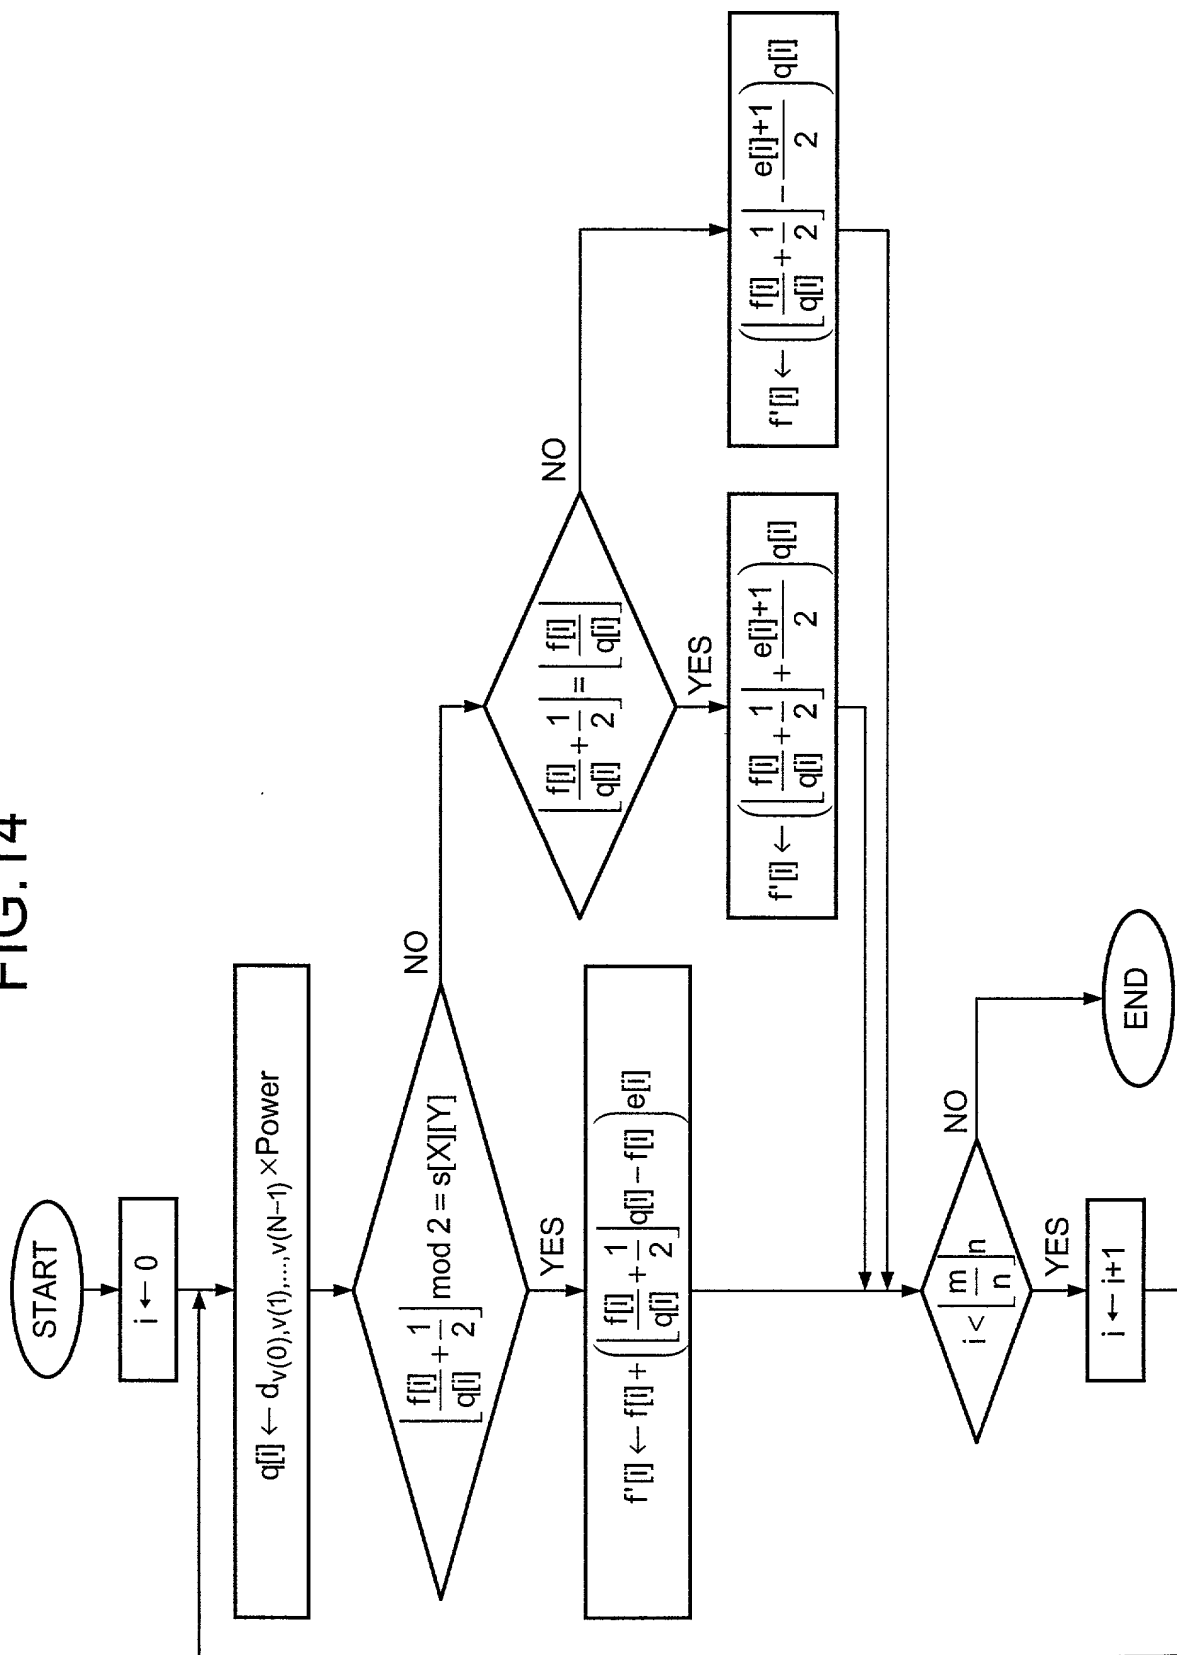 FIG.14
START
i ← 0
q[i] ← d_{v(0),v(1),...,v(N-1)} ×Power
⌊f[i]/q[i] + 1/2⌋ mod 2 = s[X][Y]
NO
YES
f'[i] ← f[i] + (⌊f[i]/q[i] + 1/2⌋ q[i] − f[i]) e[i]
⌊f[i]/q[i] + 1/2⌋ = ⌊f[i]/q[i]⌋
NO
YES
f'[i] ← (⌊f[i]/q[i] + 1/2⌋ + e[i]+1/2) q[i]
f'[i] ← (⌊f[i]/q[i] + 1/2⌋ - e[i]+1/2) q[i]
i < ⌊m/n⌋ n
NO
YES
i ← i+1
END